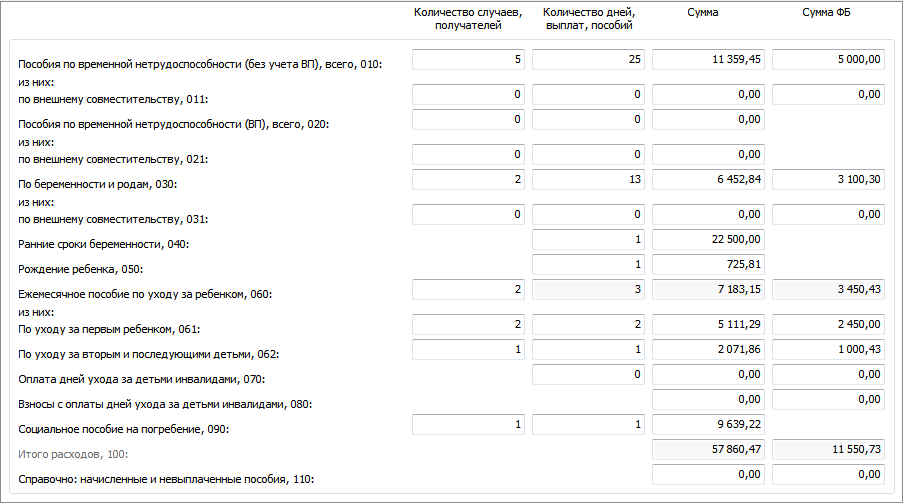 Количество случаев, Количество дней, Сумма Сумма ФБ
получателей выплат, пособий
Пособия по временной нетрудоспособности (без учета ВП), всего, 010: 5 25 11 359,45 5 000,00
из них:
по внешнему совместительству, 011: 0 0 0,00 0,00
Пособия по временной нетрудоспособности (ВП), всего, 020: 0 0 0,00
из них:
по внешнему совместительству, 021: 0 0 0,00
По беременности и родам, 030: 2 13 6 452,84 3 100,30
из них:
по внешнему совместительству, 031: 0 0 0,00 0,00
Ранние сроки беременности, 040: 1 22 500,00
Рождение ребенка, 050: 1 725,81
Ежемесячное пособие по уходу за ребенком, 060: 2 3 7 183,15 3 450,43
из них:
По уходу за первым ребенком, 061: 2 2 5 111,29 2 450,00
По уходу за вторым и последующими детьми, 062: 1 1 2 071,86 1 000,43
Оплата дней ухода за детьми инвалидами, 070: 0 0,00 0,00
Взносы с оплаты дней ухода за детьми инвалидами, 080: 0,00 0,00
Социальное пособие на погребение, 090: 1 1 9 639,22
Итого расходов, 100: 57 860,47 11 550,73
Справочно: начисленные и невыплаченные пособия, 110: 0,00 0,00